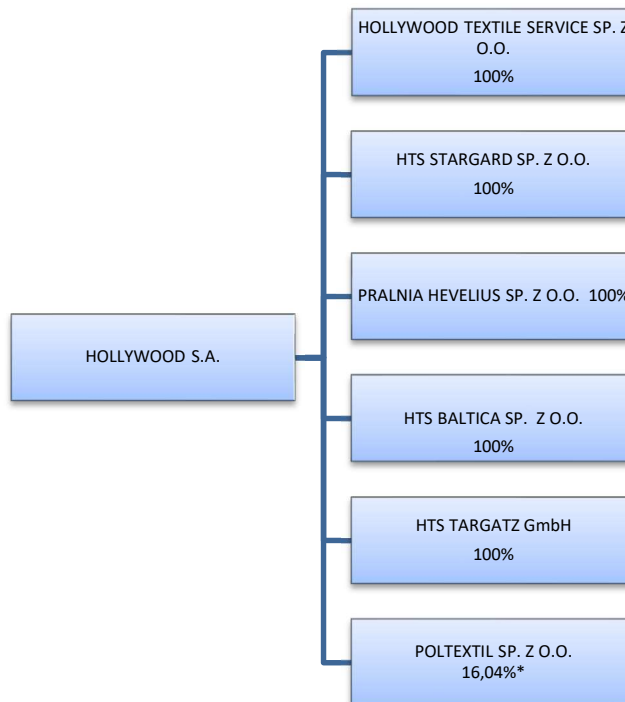 HOLLYWOOD TEXTILE SERVICE SP. Z
O.O.
100%
HTS STARGARD SP. Z O.O.
100%
PRALNIA HEVELIUS SP. Z O.O. 100%
HOLLYWOOD S.A.
HTS BALTICA SP. Z O.O.
100%
HTS TARGATZ GmbH
100%
POLTEXTIL SP. Z O.O.
16,04%*